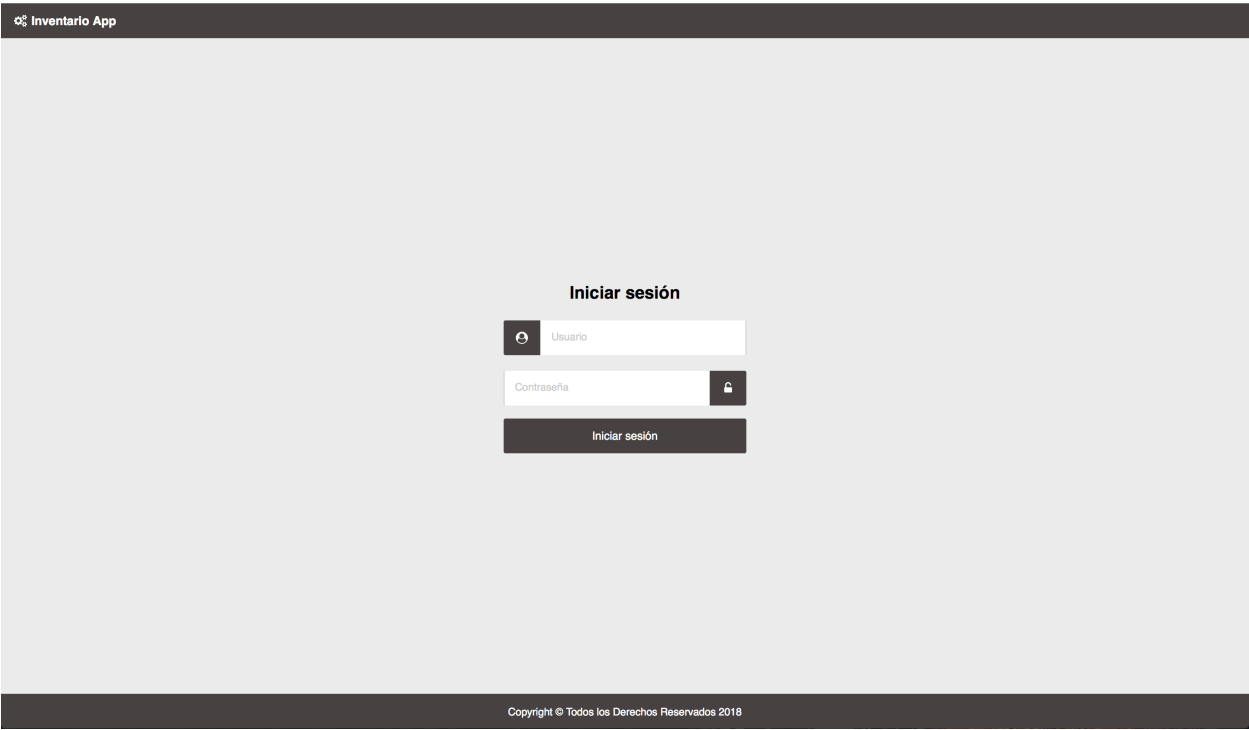 Inventario App
Iniciar sesión
Usuario
Contraseña
Iniciar sesión
Copyright © Todos los Derechos Reservados 2018